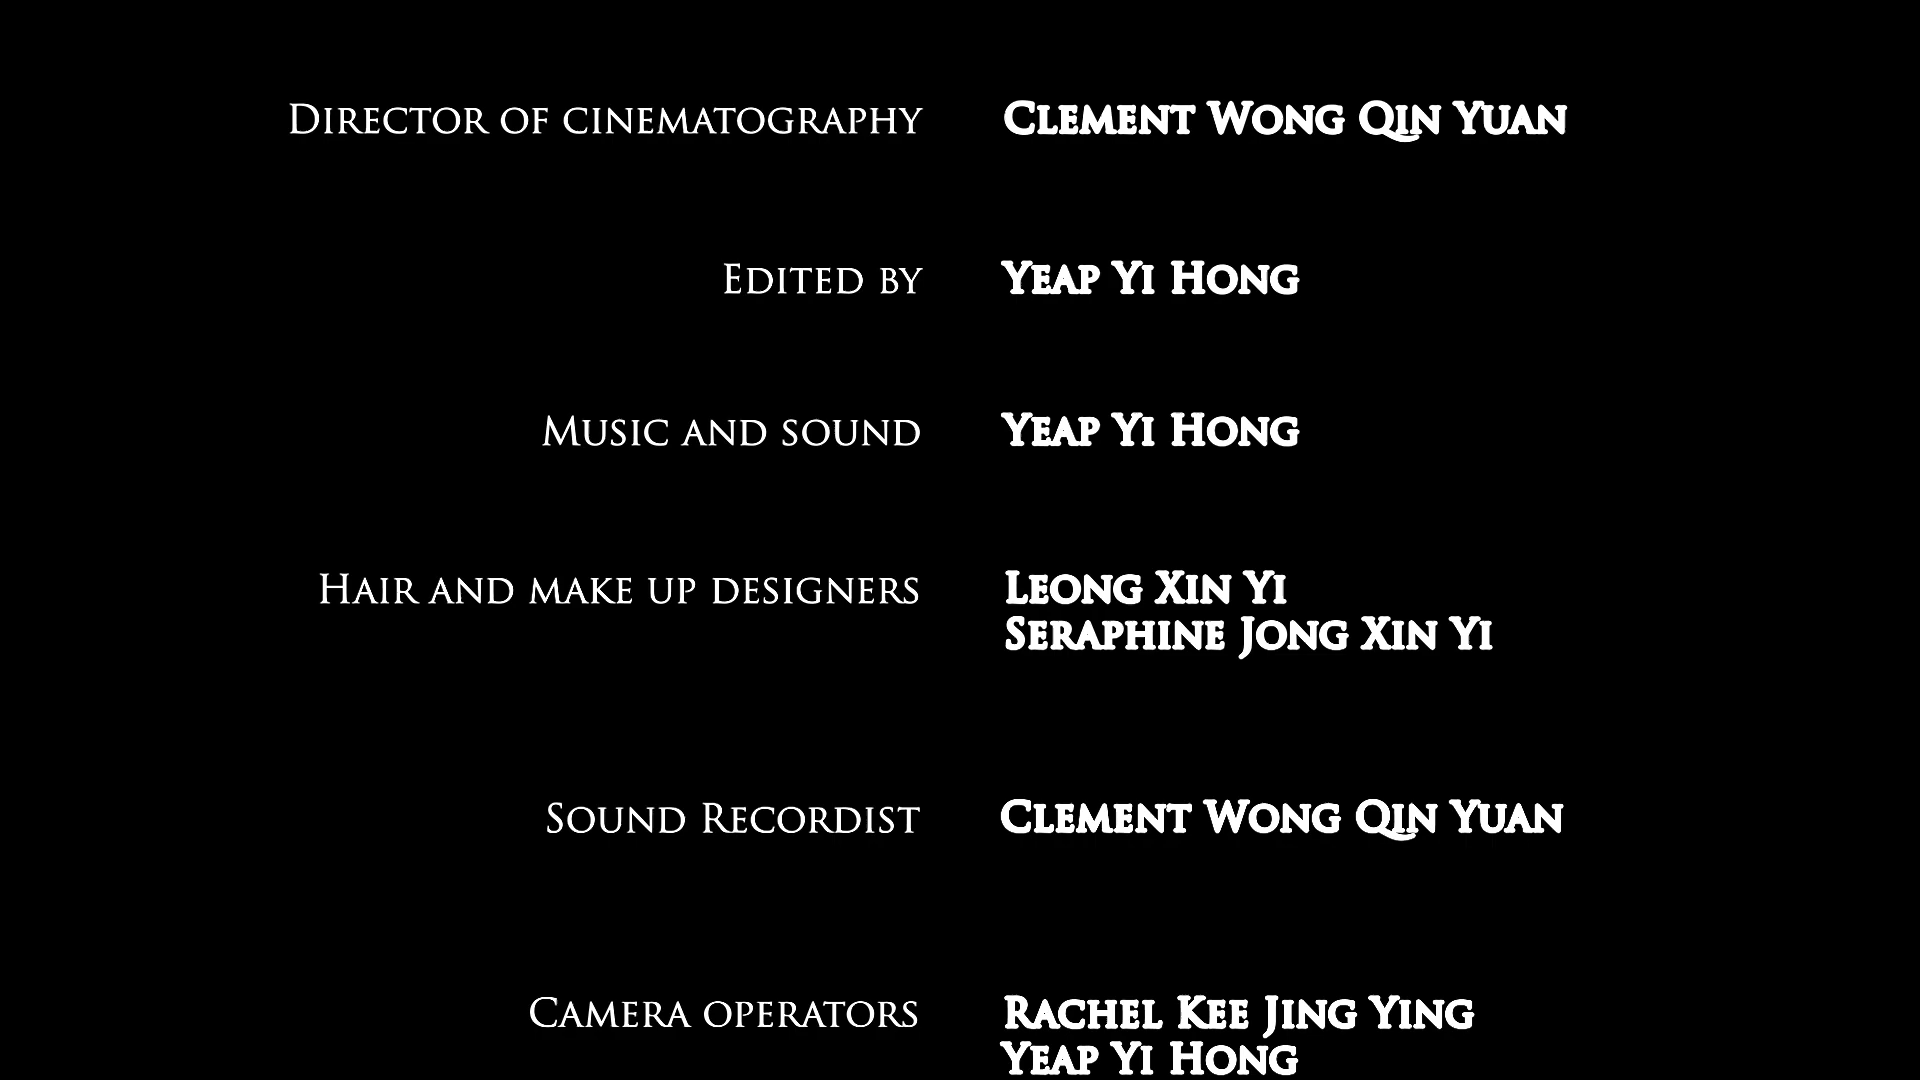 Director of cinematography Clement Wong Qin Yuan
Edited by Yeap Yi Hong
Music and sound Yeap Yi Hong
Hair and make up designers Leong Xin Yi
Seraphine Jong Xin Yi
Sound Recordist Clement Wong Qin Yuan
Camera operators Rachel Kee Jing Ying
Yeap Yi Hong